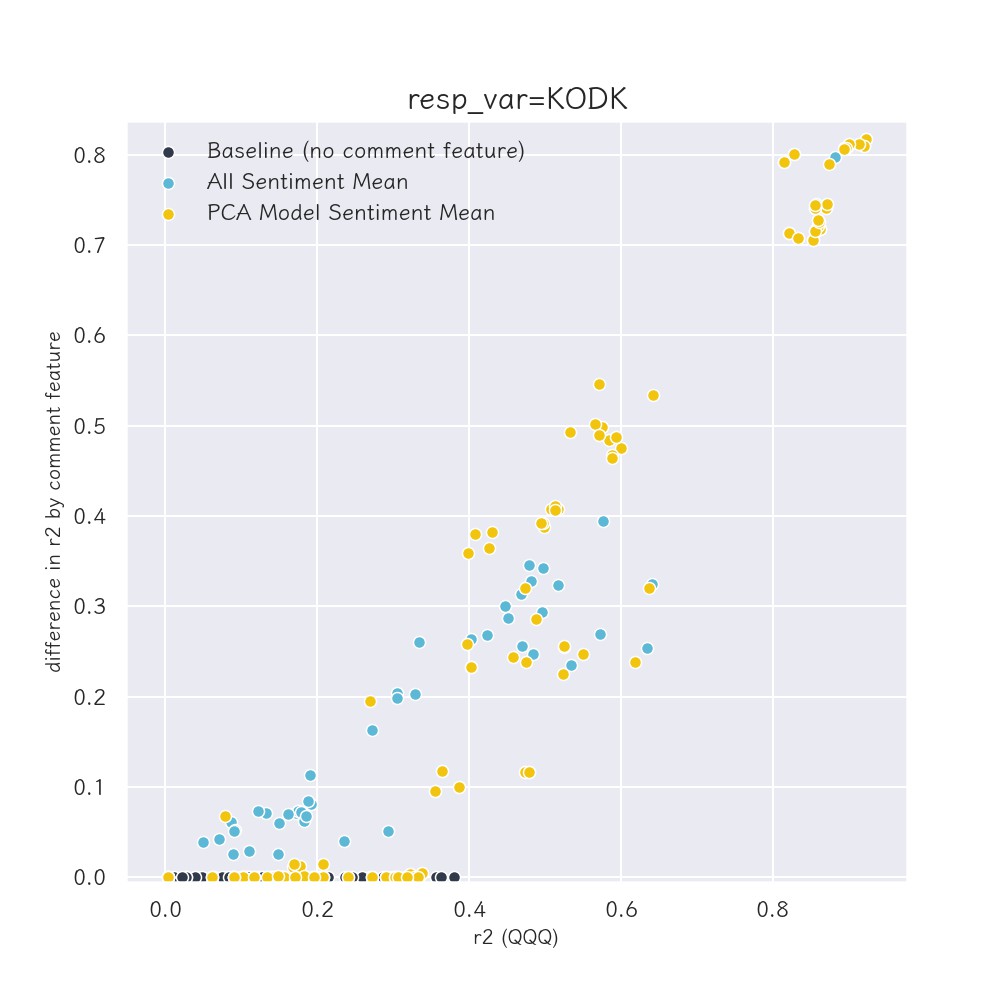 resp_var=KODK
Baseline (no comment feature)
All Sentiment Mean
PCA Model Sentiment Mean
difference in r2 by comment feature
0.8
0.7
0.6
0.5
0.4
0.3
0.2
0.1
0.0
0.0 0.2 0.4 0.6 0.8
r2 (QQQ)